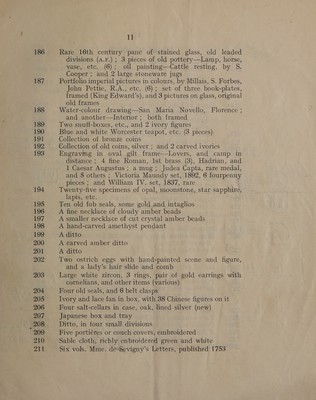 11
186 Rare 16th century pane of stained glass, old leaded
divisions (A.F.) ; 3 pieces of old pottery—Lamp, horse,
vase, etc. (6) ; oil painting—Cattle resting, by S.
Cooper ; and 2 large stoneware jugs
187 Portfolio imperial pictures in colours, by Millais, S. Forbes,
John Pettie, R.A., etc. (6) ; set of three book-plates,
framed (King Edward's), and 3 pictures on glass, original
old frames
188 Water-colour drawing—San Maria Novello, Florence ;
and another—Interior ; both framed
189 Two snuff-boxes, etc., and 2 ivory figures
190 Blue and white Worcester teapot, etc. (3 pieces)
191 Collection of bronze coins
192 Collection of old coins, silver ; and 2 carved ivories
193 Engraving in oval gilt frame—Lovers, and camp in
distance ; 4 fine Roman, 1st brass (3), Hadrian, and
1 Caesar Augustus ; a mug ; Judea Capta, rare medal,
and 5 others ; Victoria Maundy set, 1892, 6 fourpenny
pieces ; and William IV. set, 1837, rare
194 Twenty-five specimens of opal, moonstone, star sapphire,
lapis, etc.
195 Ten old fob seals, some gold and intaglios
196 A fine necklace of cloudy amber beads
197 A smaller necklace of cut crystal amber beads
198 A hand-carved amethyst pendant
199 A ditto
200 A carved amber ditto
201 A ditto
202 Two ostrich eggs with hand-painted scene and figure,
and a lady's hair slide and comb
203 Large white zircon, 3 rings, pair of gold earrings with
cornelians, and other items (various)
204 Four old seals, and 6 belt clasps
205 Ivory and lace fan in box, with 38 Chinese figures on it
206 Four salt-cellars in case, oak, lined silver (new)
207 Japanese box and tray
208 Ditto, in four small divisions
209 Five portières or couch covers, embroidered
210 Sable cloth, richly embroidered green and white
211 Six vols. Mme. de Sevigny's Letters, published 1753